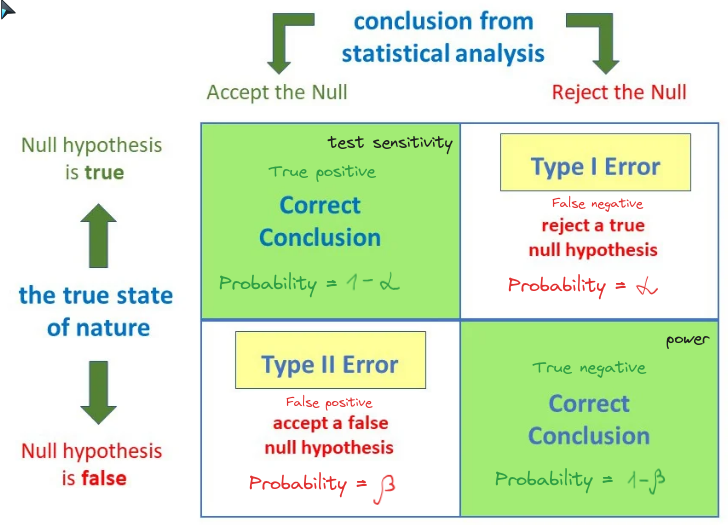 conclusion from
statistical analysis
Accept the Null
Reject the Null
Null hypothesis
is true
the true state
of nature
Null hypothesis
is false
test sensitivity
True positive
Correct
Conclusion
Probability = 1-α
Type I Error
False negative
reject a true
null hypothesis
Probability = α
Type II Error
False positive
accept a false
null hypothesis
Probability = β
power
True negative
Correct
Conclusion
Probability = 1-β